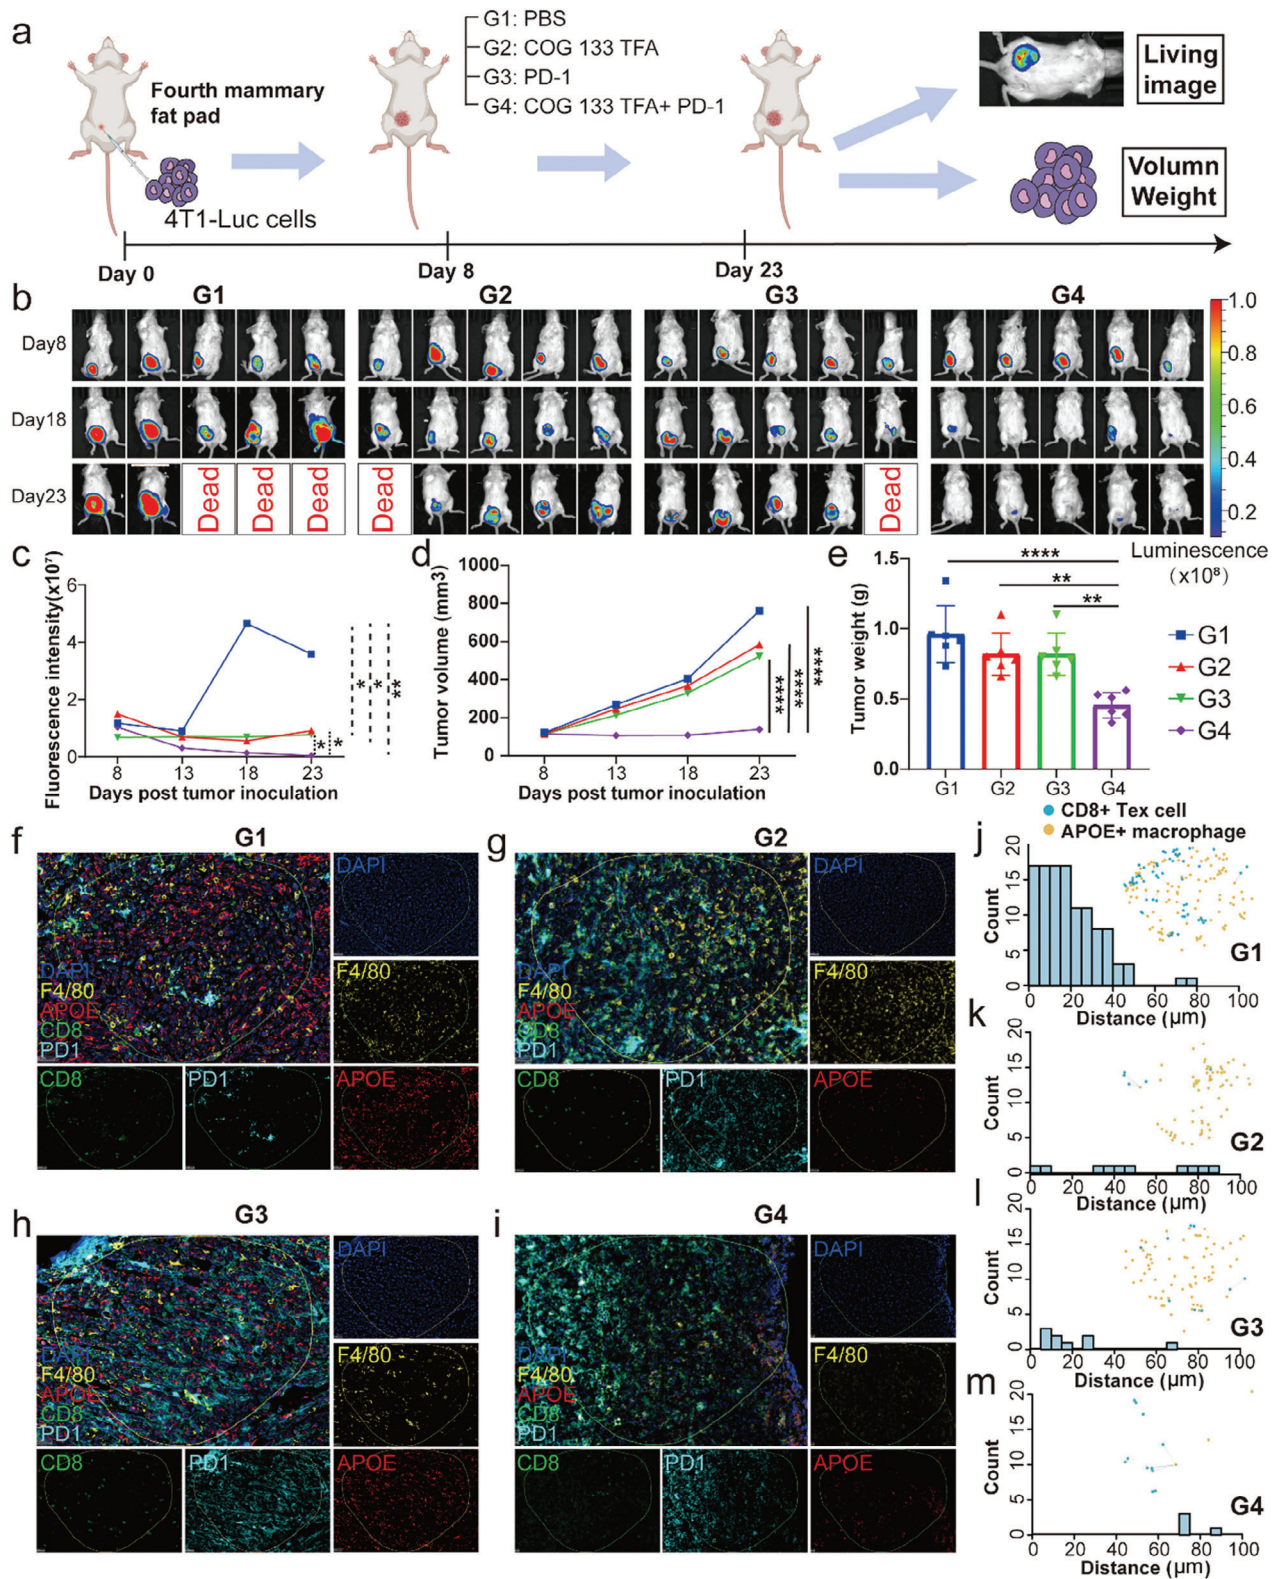 a
G1: PBS
G2: COG 133 TFA
G3: PD-1
G4: COG 133 TFA+ PD-1
Fourth mammary
fat pad
4T1-Luc cells
Living
image
Volumn
Weight
Day 0
Day 8
Day 23
b
G1
G2
G3
G4
Day8
Day18
Day23
Dead
Dead
Dead
Dead
Dead
1.0
0.8
0.6
0.4
0.2
Luminescence
(x10⁸)
c
Fluorescence intensity(x10⁷)
6
4
2
0
8
13
18
23
Days post tumor inoculation
*
*
**
*
*
d
Tumor volume (mm3)
1000
800
600
400
200
0
8
13
18
23
Days post tumor inoculation
****
****
****
e
Tumor weight (g)
1.5
1.0
0.5
0.0
****
**
**
G1
G2
G3
G4
G1
G2
G3
G4
f
G1
DAPI
F4/80
APOE
CD8
PD1
DAPI
F4/80
CD8
PD1
APOE
g
G2
DAPI
F4/80
APOE
CD8
PD1
DAPI
F4/80
CD8
PD1
APOE
h
G3
DAPI
F4/80
APOE
CD8
PD1
DAPI
F4/80
CD8
PD1
APOE
i
G4
DAPI
F4/80
APOE
CD8
PD1
DAPI
F4/80
CD8
PD1
APOE
CD8+ Tex cell
APOE+ macrophage
j
Count
20
15
10
5
0
0 20 40 60 80 100
Distance (μm)
G1
k
Count
20
15
10
5
0
0 20 40 60 80 100
Distance (μm)
G2
l
Count
20
15
10
5
0
0 20 40 60 80 100
Distance (μm)
G3
m
Count
20
15
10
5
0
0 20 40 60 80 100
Distance (μm)
G4